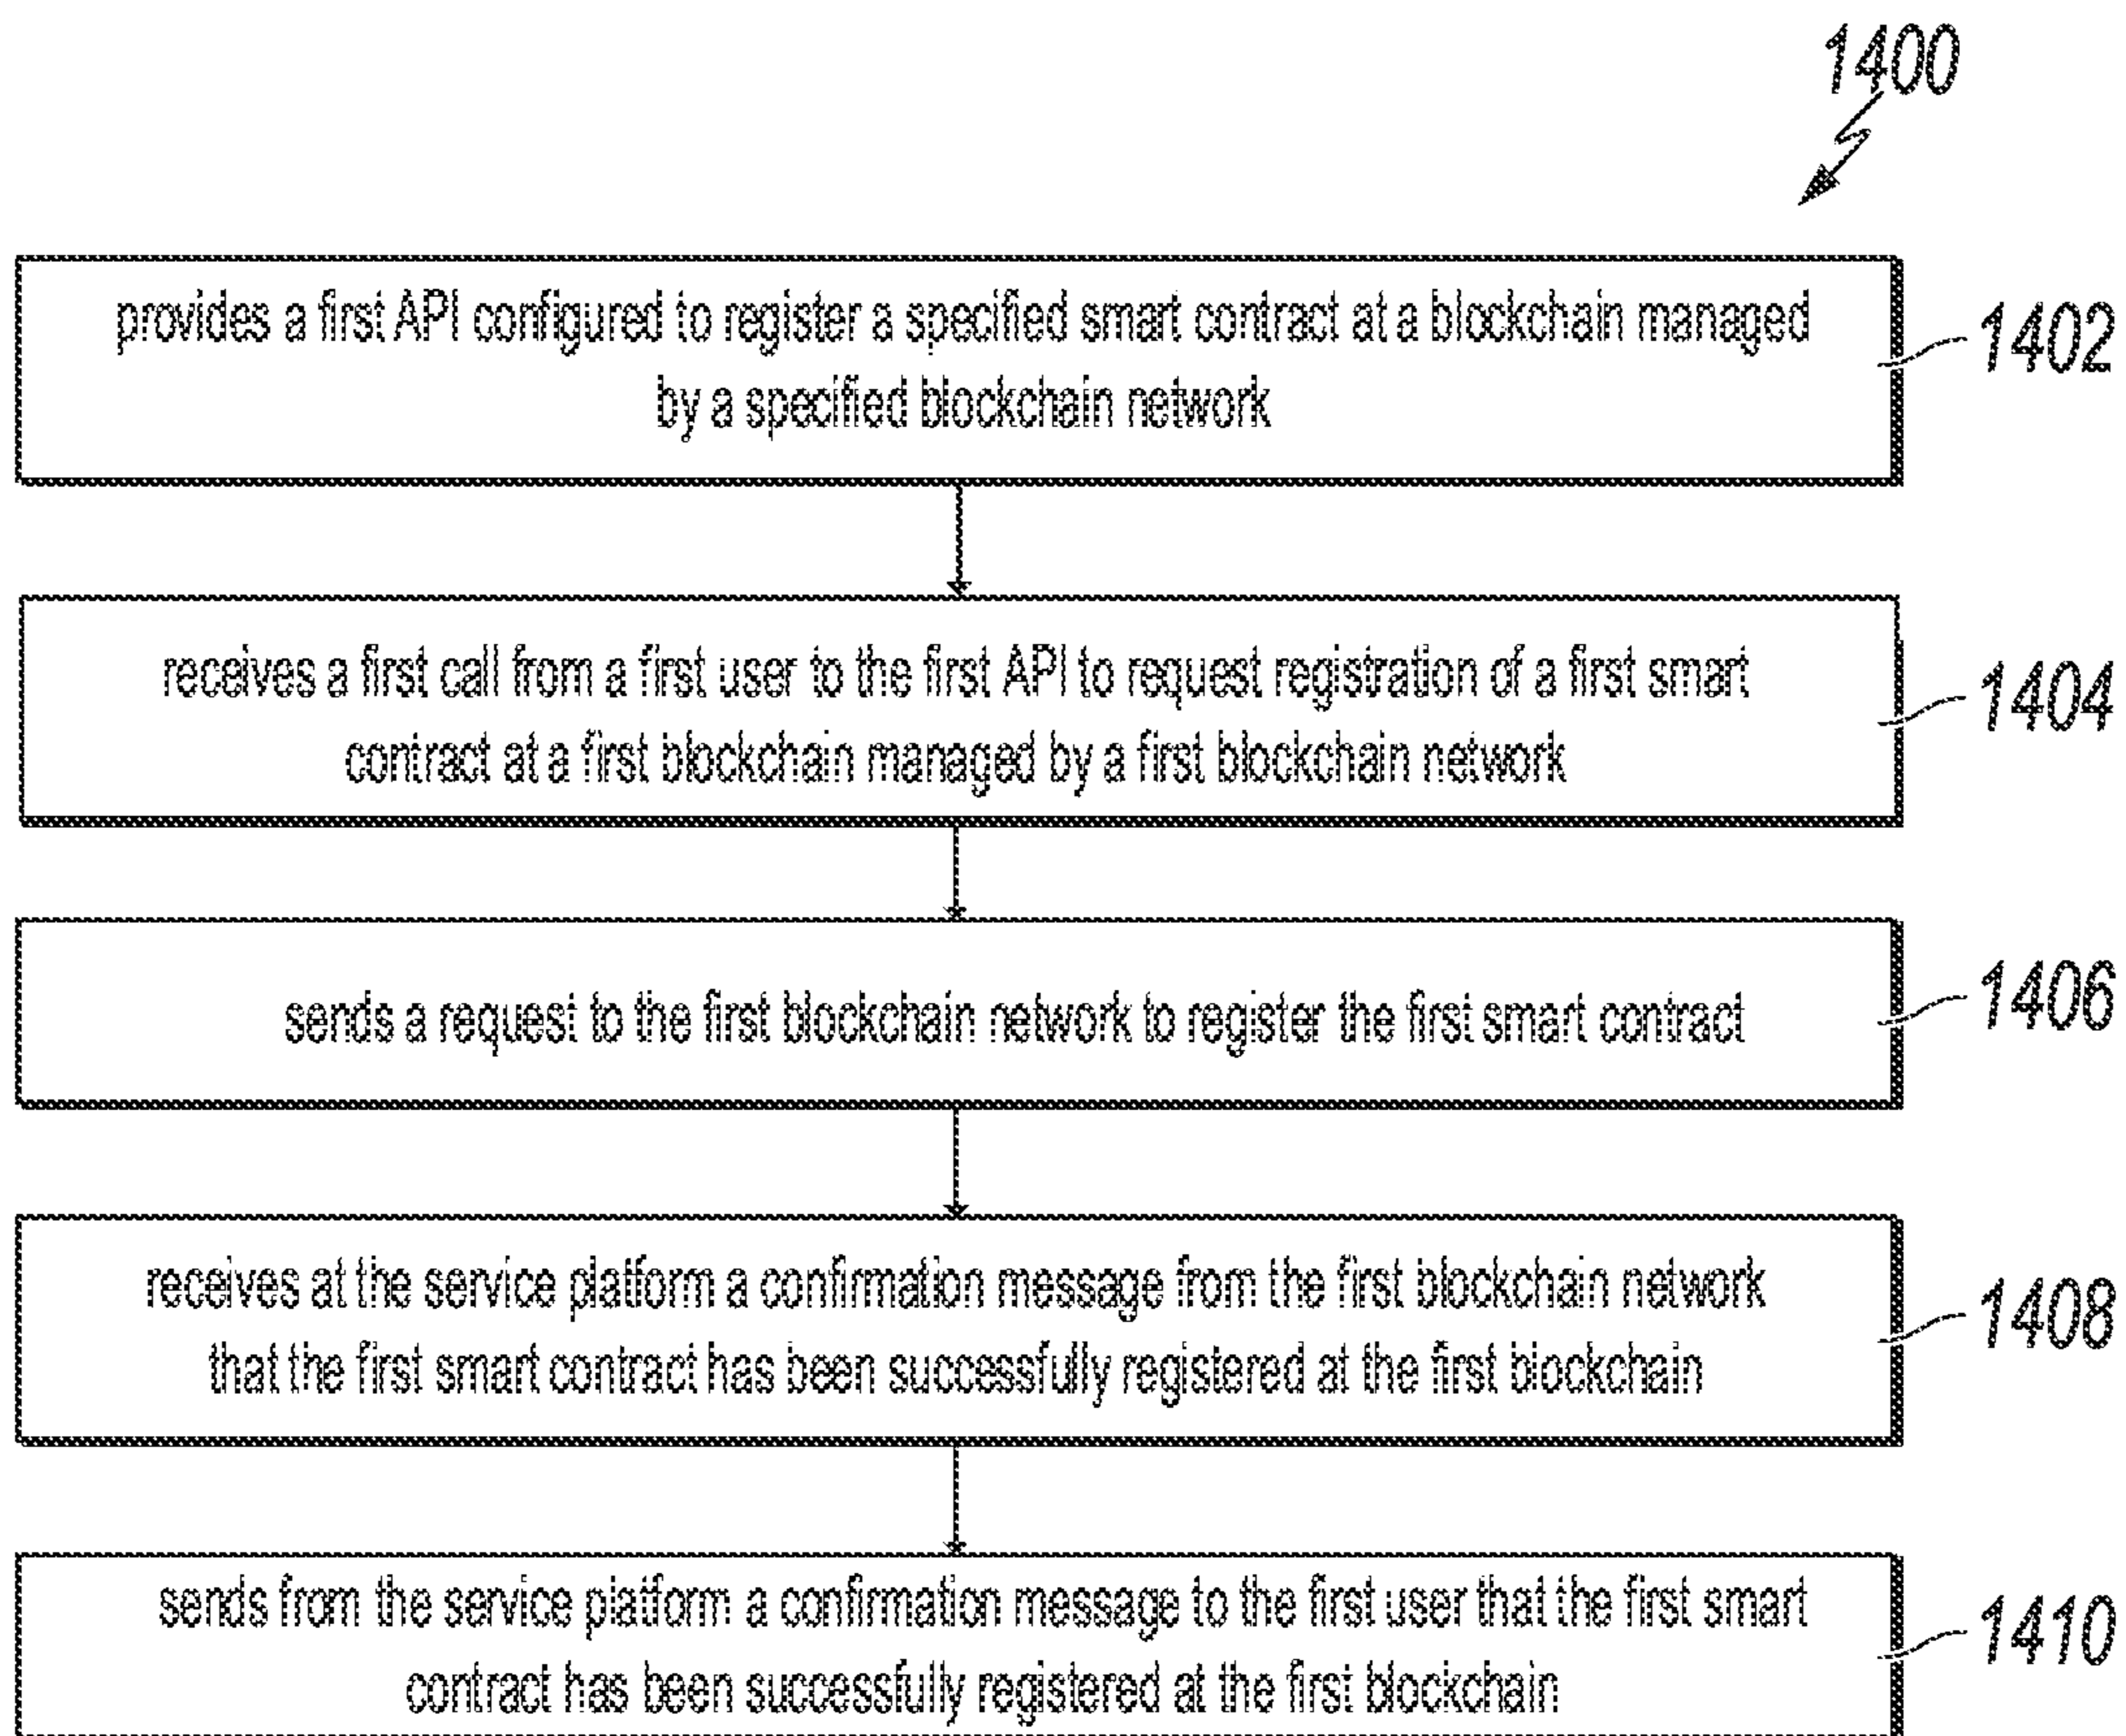 1400
provides a first API configured to register a specified smart contract at a blockchain managed
by a specified blockchain network
1402
receives a first call from a first user to the first API to request registration of a first smart
contract at a first blockchain managed by a first blockchain network
1404
sends a request to the first blockchain network to register the first smart contract
1406
receives at the service platform a confirmation message from the first blockchain network
that the first smart contract has been successfully registered at the first blockchain
1408
sends from the service platform a confirmation message to the first user that the first smart
contract has been successfully registered at the first blockchain
1410